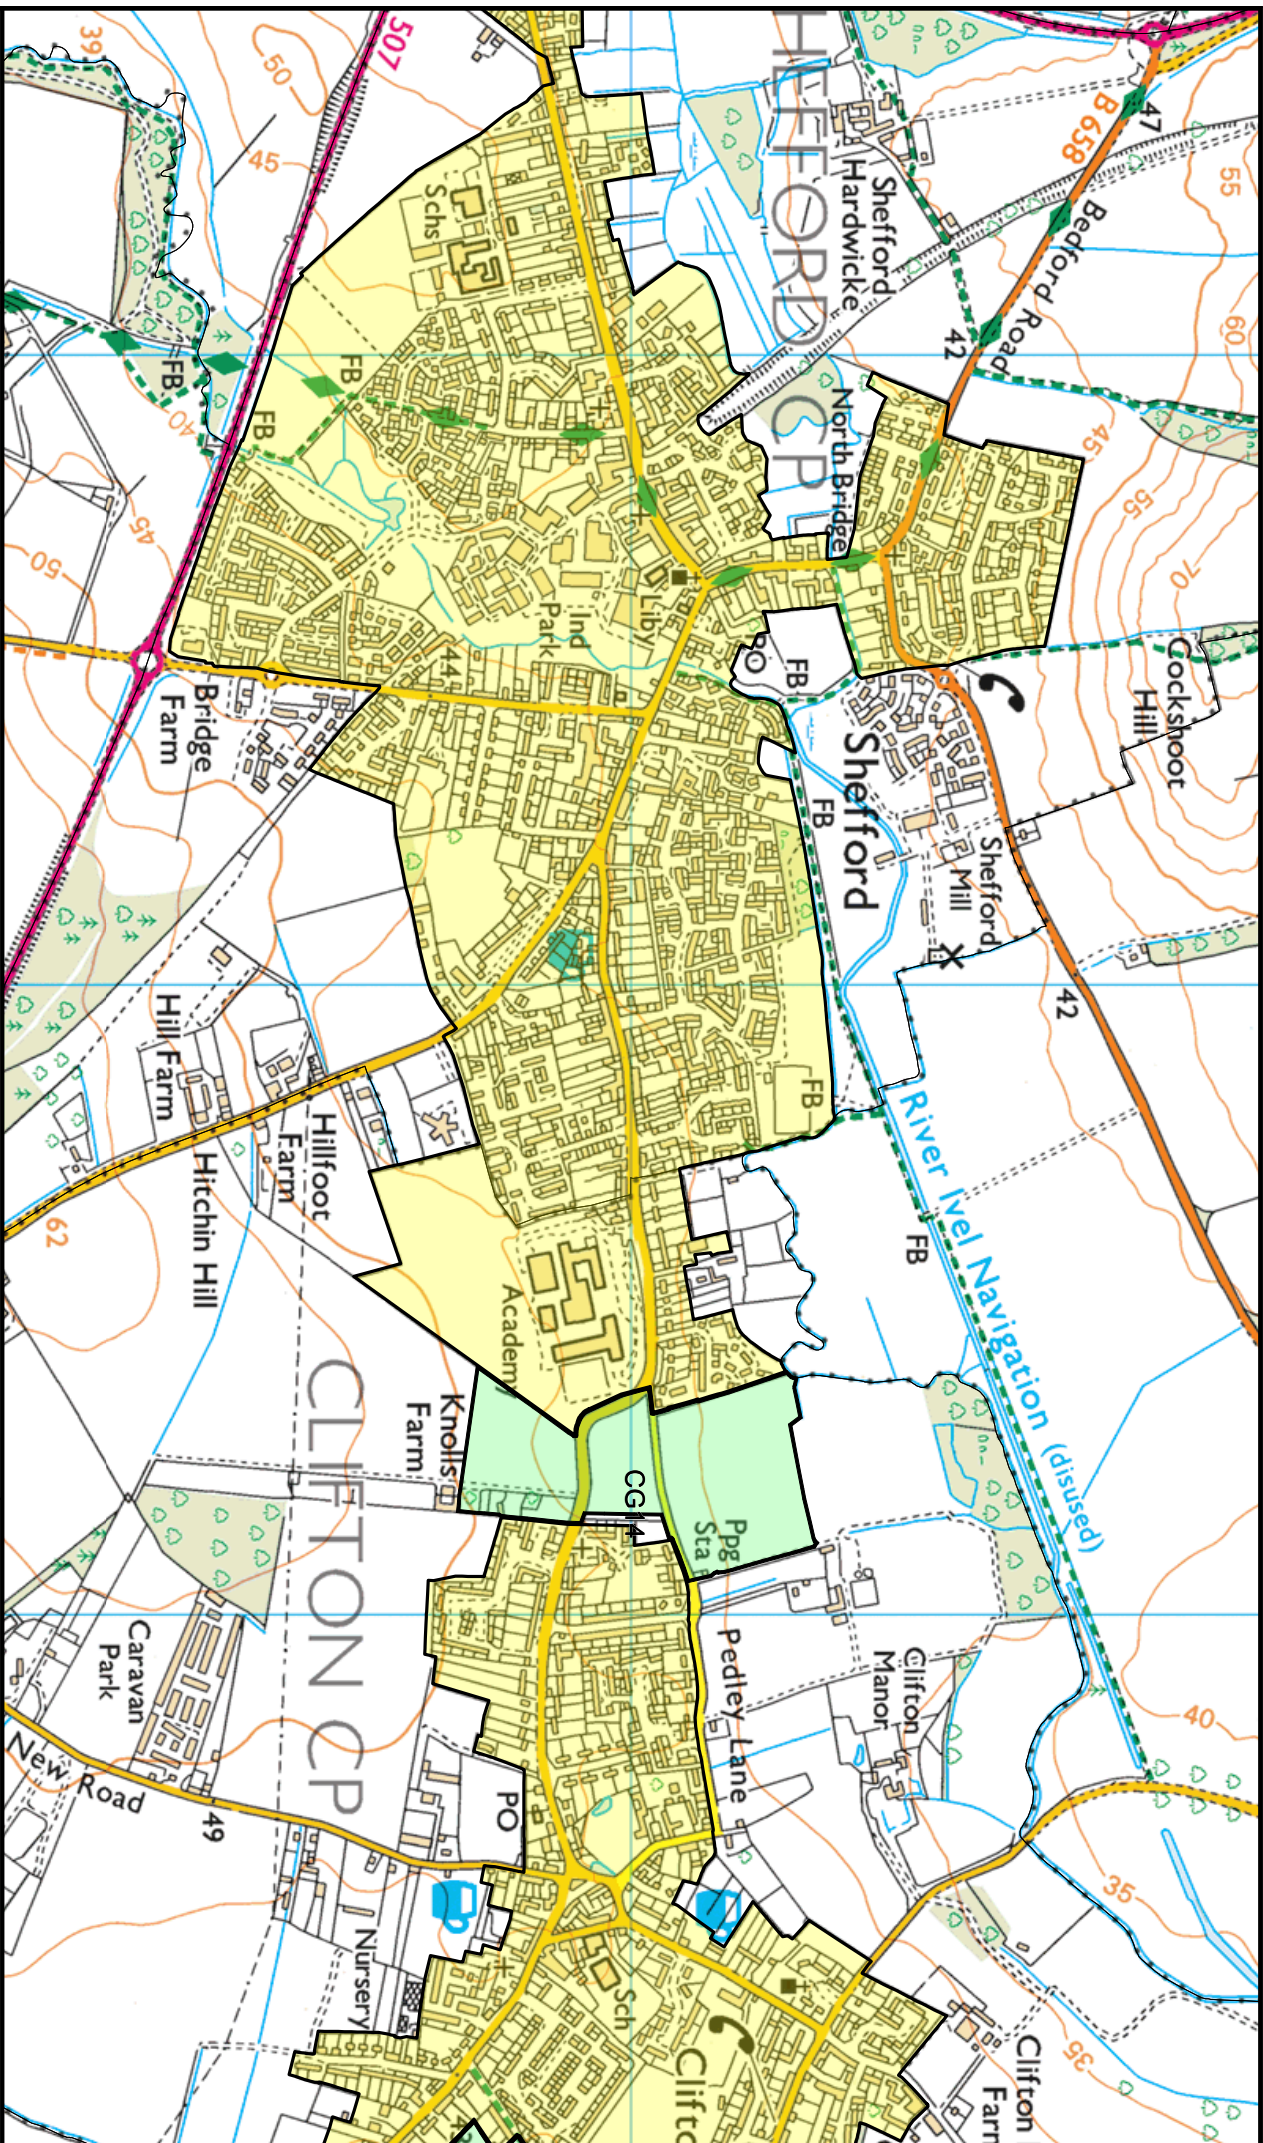 55
60
Cockshoot
Hill
70
47
B 658
Bedford Road
45
55
42
42
40
35
35
Clifton
Farm
Shefford
Hardwicke
SHEFFORD CP
North Bridge
Shefford
Shefford
Mill
FB
FB
FB
PO
FB
River Ivel Navigation (disused)
Clifton
Manor
Pedley Lane
Ppg
Sta
CG14
Liby
Ind
Park
Schs
44
Academy
Sch
Clifto
PO
Knolls
Farm
CLIFTON CP
Nursery
507
FB
FB
FB
39
50
45
40
45
50
Bridge
Farm
Hill Farm
Hillfoot
Farm
Hitchin Hill
62
Caravan
Park
New Road
49